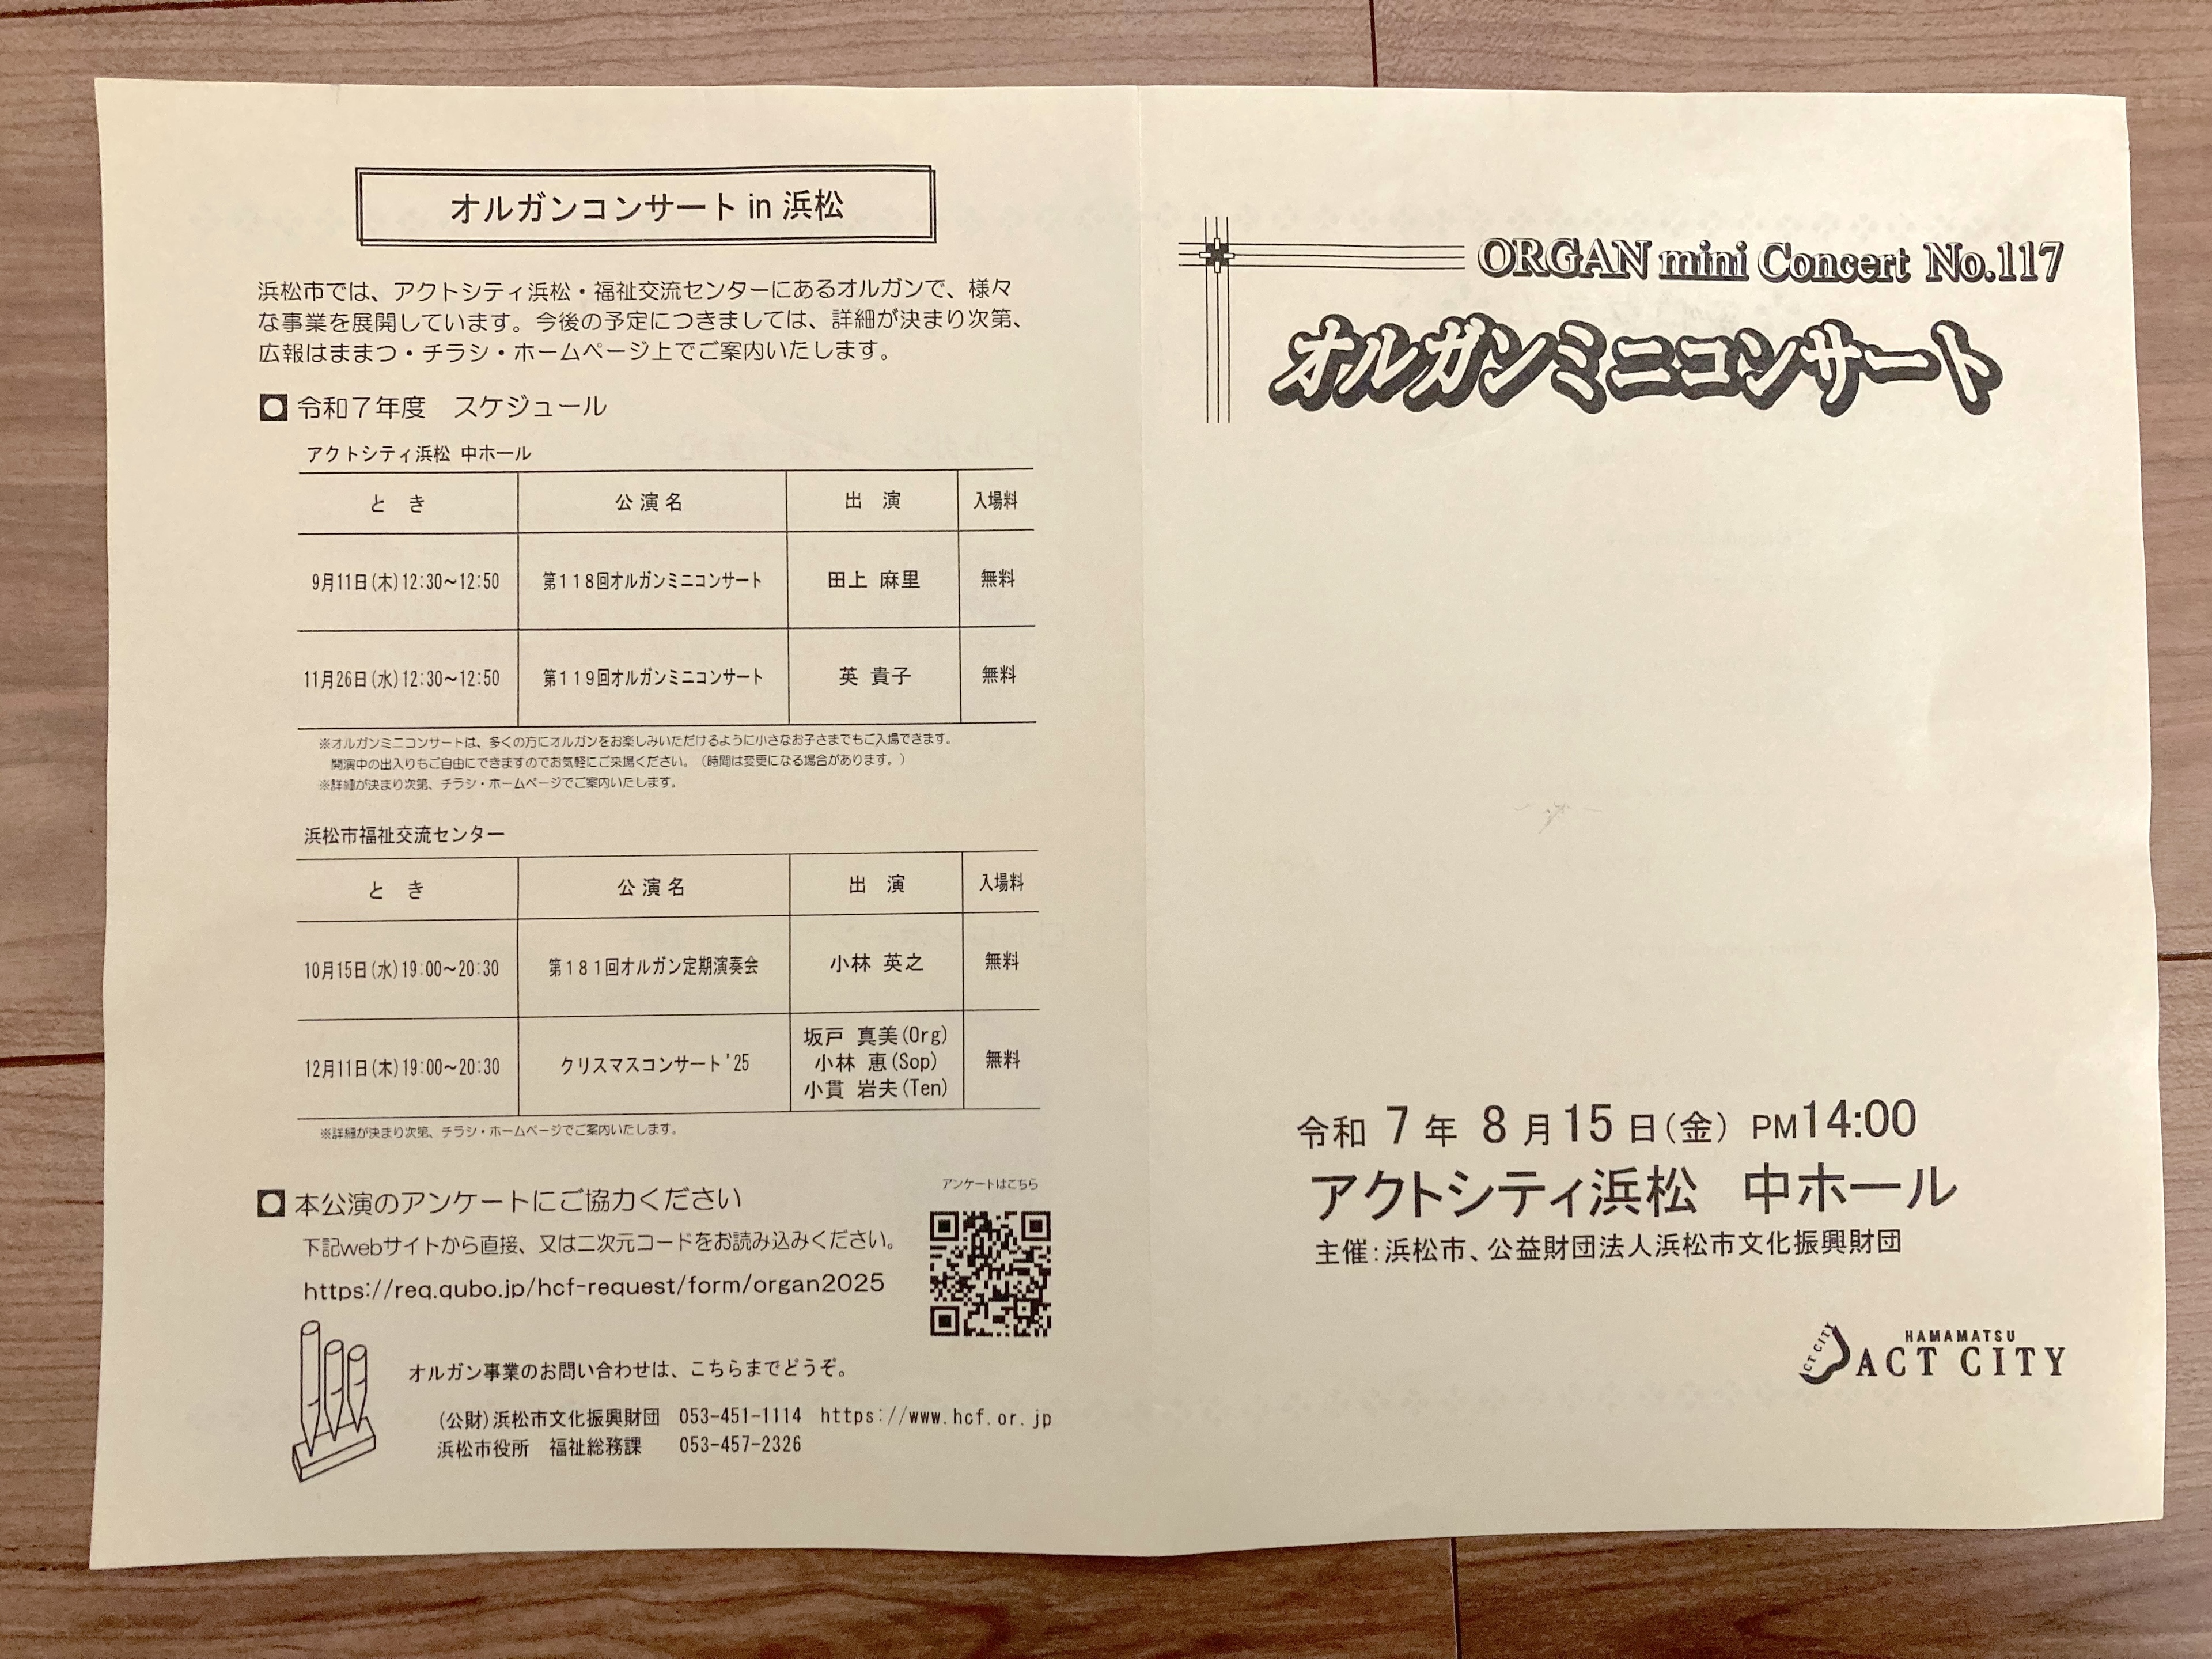 オルガンコンサート in 浜松
浜松市では、アクトシティ浜松・福祉交流センターにあるオルガンで、様々
な事業を展開しています。今後の予定につきましては、詳細が決まり次第、
広報はままつ・チラシ・ホームページ上でご案内いたします。
令和７年度　スケジュール
アクトシティ浜松 中ホール
と　き 公 演 名 出　演 入場料
9月11日(木)12:30～12:50 第１１８回オルガンミニコンサート 田上 麻里 無料
11月26日(水)12:30～12:50 第１１９回オルガンミニコンサート 英 貴子 無料
※オルガンミニコンサートは、多くの方にオルガンをお楽しみいただけるように小さなお子さまでもご入場できます。
開演中の出入りもご自由にできますのでお気軽にご来場ください。（時間は変更になる場合があります。）
※詳細が決まり次第、チラシ・ホームページでご案内いたします。
浜松市福祉交流センター
と　き 公 演 名 出　演 入場料
10月15日(水)19:00～20:30 第１８１回オルガン定期演奏会 小林 英之 無料
12月11日(木)19:00～20:30 クリスマスコンサート'25 坂戸 真美(Org)
小林 恵(Sop)
小貫 岩夫(Ten)
無料
※詳細が決まり次第、チラシ・ホームページでご案内いたします。
本公演のアンケートにご協力ください
アンケートはこちら
下記webサイトから直接、又は二次元コードをお読み込みください。
https://req.qubo.jp/hcf-request/form/organ2025
オルガン事業のお問い合わせは、こちらまでどうぞ。
(公財)浜松市文化振興財団　053-451-1114　https://www.hcf.or.jp
浜松市役所　福祉総務課　053-457-2326
ORGAN mini Concert No.117
オルガンミニコンサート
令和 7 年 8 月 15 日(金) PM14:00
アクトシティ浜松　中ホール
主催:浜松市、公益財団法人浜松市文化振興財団
ACT CITY
HAMAMATSU
ACT CITY